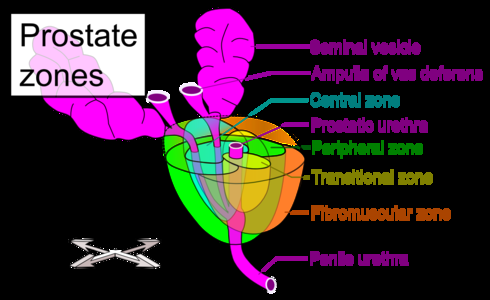 Prostate
zones
Seminal vesicle
Ampulla of vas deferens
Central zone
Prostatic urethra
Peripheral zone
Transitional zone
Fibromuscular zone
Penile urethra